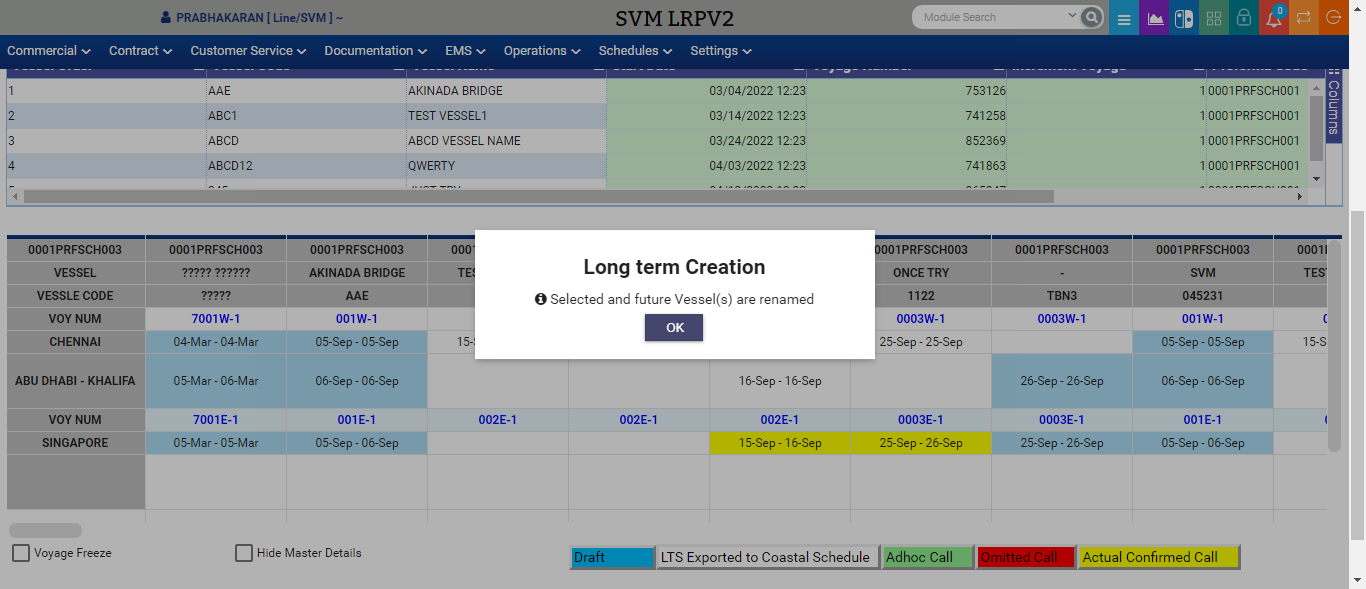 PRABHAKARAN [ Line/SVM ] ~
SVM LRPV2
Module Search
0
Commercial Contract Customer Service Documentation EMS Operations Schedules Settings
1 AAE AKINADA BRIDGE 03/04/2022 12:23 753126 1 0001PRFSCH001
2 ABC1 TEST VESSEL1 03/14/2022 12:23 741258 1 0001PRFSCH001
3 ABCD ABCD VESSEL NAME 03/24/2022 12:23 852369 1 0001PRFSCH001
4 ABCD12 QWERTY 04/03/2022 12:23 741863 1 0001PRFSCH001
Columns
0001PRFSCH003 0001PRFSCH003 0001PRFSCH003 0001PRFSCH003 0001PRFSCH003 0001PRFSCH003
VESSEL ????? ?????? AKINADA BRIDGE ONCE TRY - SVM
VESSLE CODE ????? AAE 1122 TBN3 045231
VOY NUM 7001W-1 001W-1 0003W-1 0003W-1 001W-1
CHENNAI 04-Mar - 04-Mar 05-Sep - 05-Sep 25-Sep - 25-Sep 05-Sep - 05-Sep
ABU DHABI - KHALIFA 05-Mar - 06-Mar 06-Sep - 06-Sep 16-Sep - 16-Sep 26-Sep - 26-Sep 06-Sep - 06-Sep
VOY NUM 7001E-1 001E-1 002E-1 002E-1 002E-1 0003E-1 0003E-1 001E-1
SINGAPORE 05-Mar - 05-Mar 05-Sep - 06-Sep 15-Sep - 16-Sep 25-Sep - 26-Sep 25-Sep - 26-Sep 05-Sep - 06-Sep
Long term Creation
Selected and future Vessel(s) are renamed
OK
Voyage Freeze
Hide Master Details
Draft LTS Exported to Coastal Schedule Adhoc Call Omitted Call Actual Confirmed Call